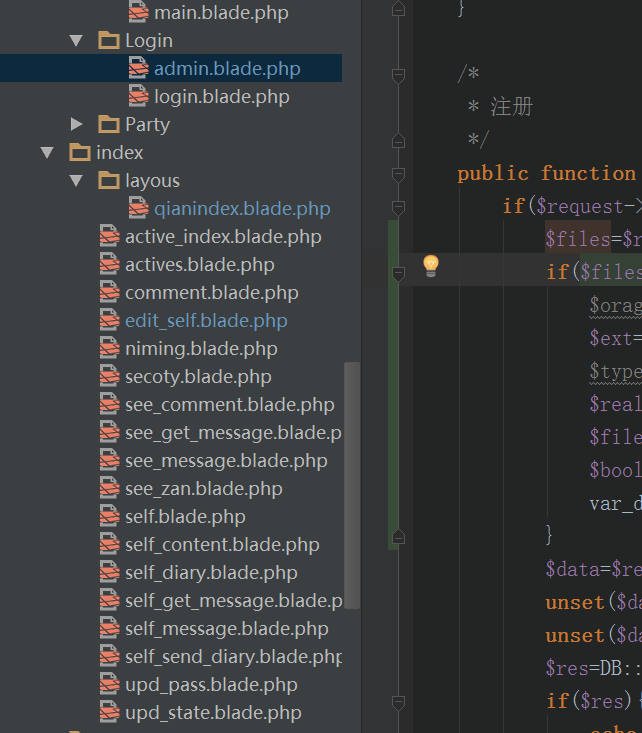 main.blade.php
Login
admin.blade.php
login.blade.php
Party
index
layous
qianindex.blade.php
active_index.blade.php
actives.blade.php
comment.blade.php
edit_self.blade.php
niming.blade.php
secoty.blade.php
see_comment.blade.php
see_get_message.blade.p
see_message.blade.php
see_zan.blade.php
self.blade.php
self_content.blade.php
self_diary.blade.php
self_get_message.blade.p
self_message.blade.php
self_send_diary.blade.php
upd_pass.blade.php
upd_state.blade.php
}
/*
* 注册
*/
public function
if($request->
$files=$r
if($files
$orag
$ext=
$type
$real
$file
$bool
var_d
}
$data=$re
unset($da
unset($da
$res=DB::
if($res){
echo